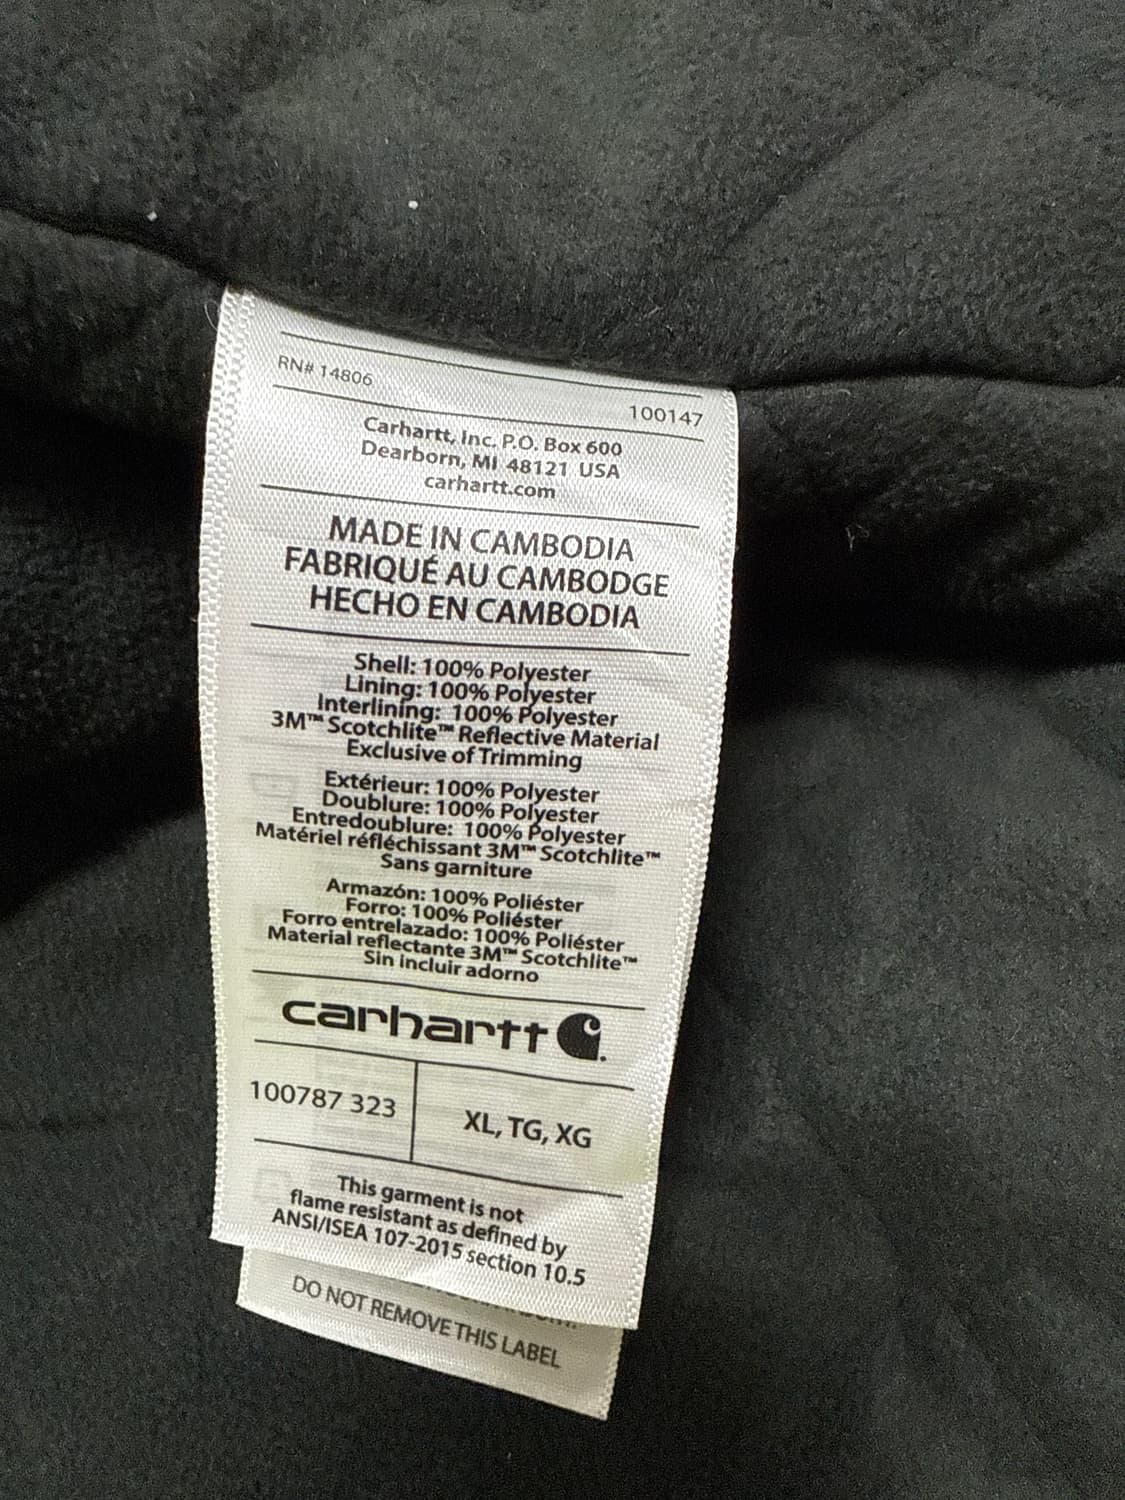 RN# 14806
100147
Carhartt, Inc. P.O. Box 600
Dearborn, MI 48121 USA
carhartt.com
MADE IN CAMBODIA
FABRIQUÉ AU CAMBODGE
HECHO EN CAMBODIA
Shell: 100% Polyester
Lining: 100% Polyester
Interlining: 100% Polyester
3M™ Scotchlite™ Reflective Material
Exclusive of Trimming
Extérieur: 100% Polyester
Doublure: 100% Polyester
Entredoublure: 100% Polyester
Matériel réfléchissant 3M™ Scotchlite™
Sans garniture
Armazón: 100% Poliéster
Forro: 100% Poliéster
Forro entrelazado: 100% Poliéster
Material reflectante 3M™ Scotchlite™
Sin incluir adorno
carhartt
100787 323
XL, TG, XG
This garment is not
flame resistant as defined by
ANSI/ISEA 107-2015 section 10.5
DO NOT REMOVE THIS LABEL